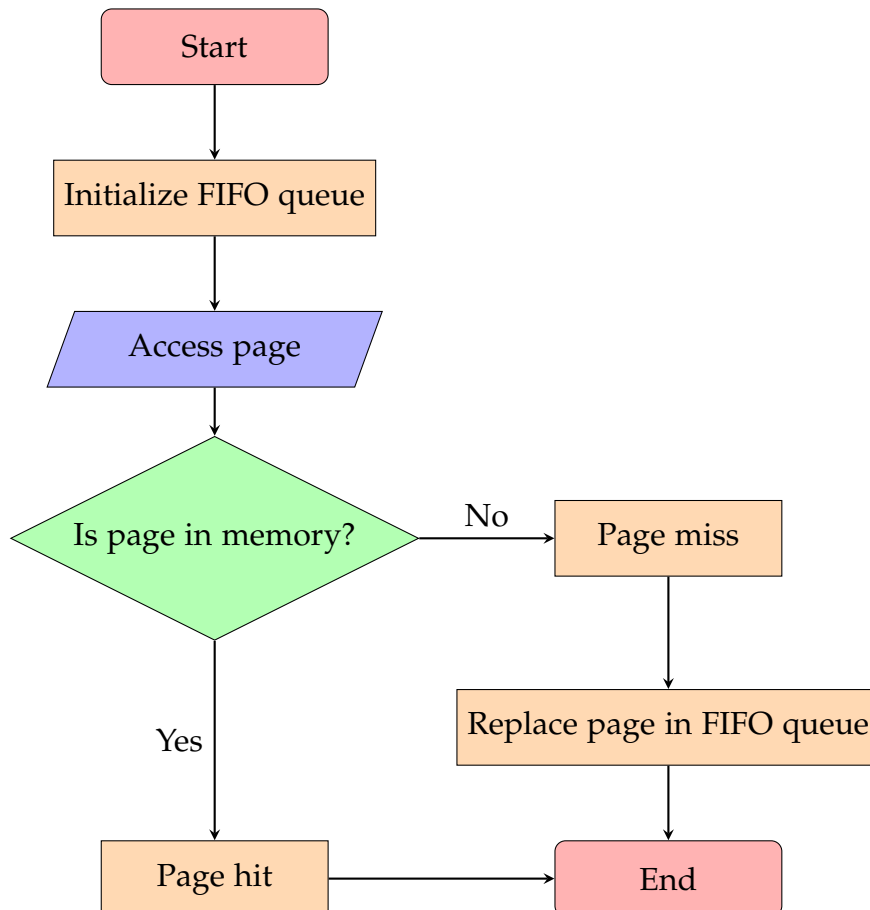 Start
Initialize FIFO queue
Access page
Is page in memory?
No
Page miss
Replace page in FIFO queue
Yes
Page hit
End